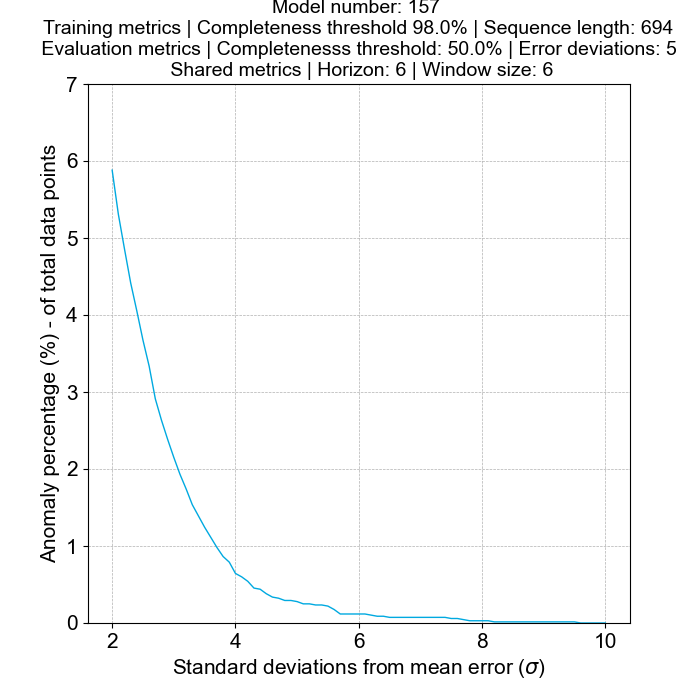 Model number: 157
Training metrics | Completeness threshold 98.0% | Sequence length: 694
Evaluation metrics | Completenesss threshold: 50.0% | Error deviations: 5
Shared metrics | Horizon: 6 | Window size: 6
7
6
5
4
3
2
1
0
Anomaly percentage (%) - of total data points
2 4 6 8 10
Standard deviations from mean error (σ)